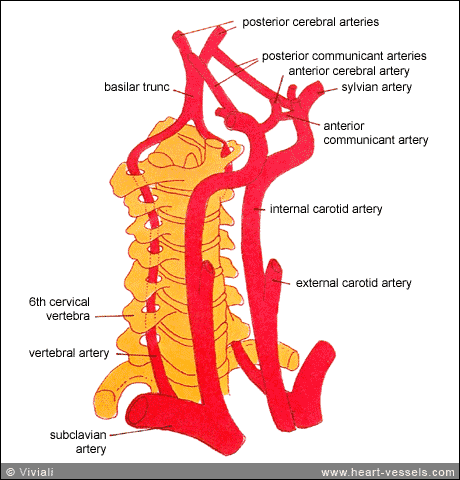 posterior cerebral arteries
posterior communicant arteries
anterior cerebral artery
basilar trunc
sylvian artery
anterior
communicant artery
internal carotid artery
external carotid artery
6th cervical
vertebra
vertebral artery
subclavian
artery
© Viviali
www.heart-vessels.com